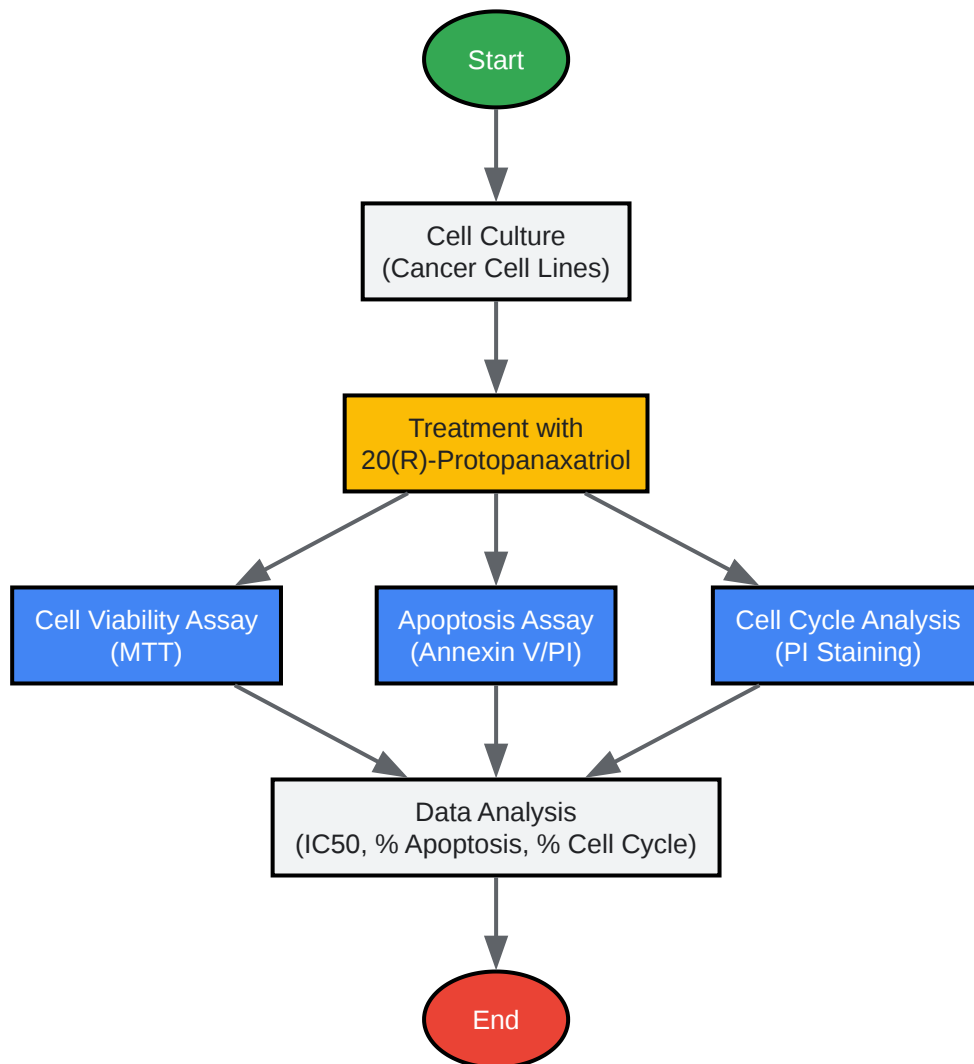 Start
Cell Culture
(Cancer Cell Lines)
Treatment with
20(R)-Protopanaxatriol
Cell Viability Assay
(MTT)
Apoptosis Assay
(Annexin V/PI)
Cell Cycle Analysis
(PI Staining)
Data Analysis
(IC50, % Apoptosis, % Cell Cycle)
End